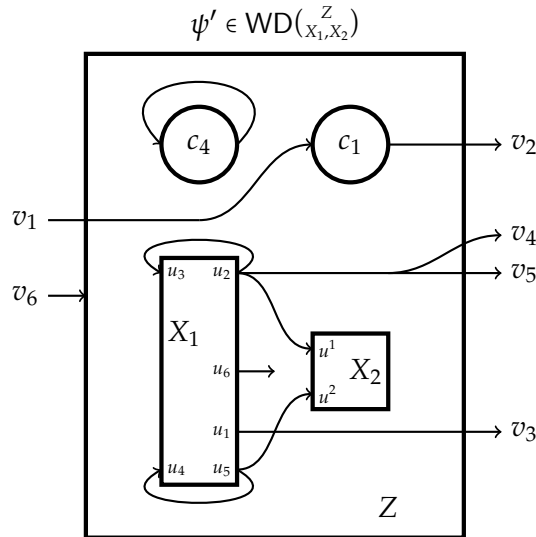 ψ′ ∈ WD(Z X₁,X₂)
c₄ c₁ v₂
v₁ v₄
u₃ u₂ v₅
v₆
X₁ u¹
u₆ X₂
u²
u₁ v₃
u₄ u₅
Z